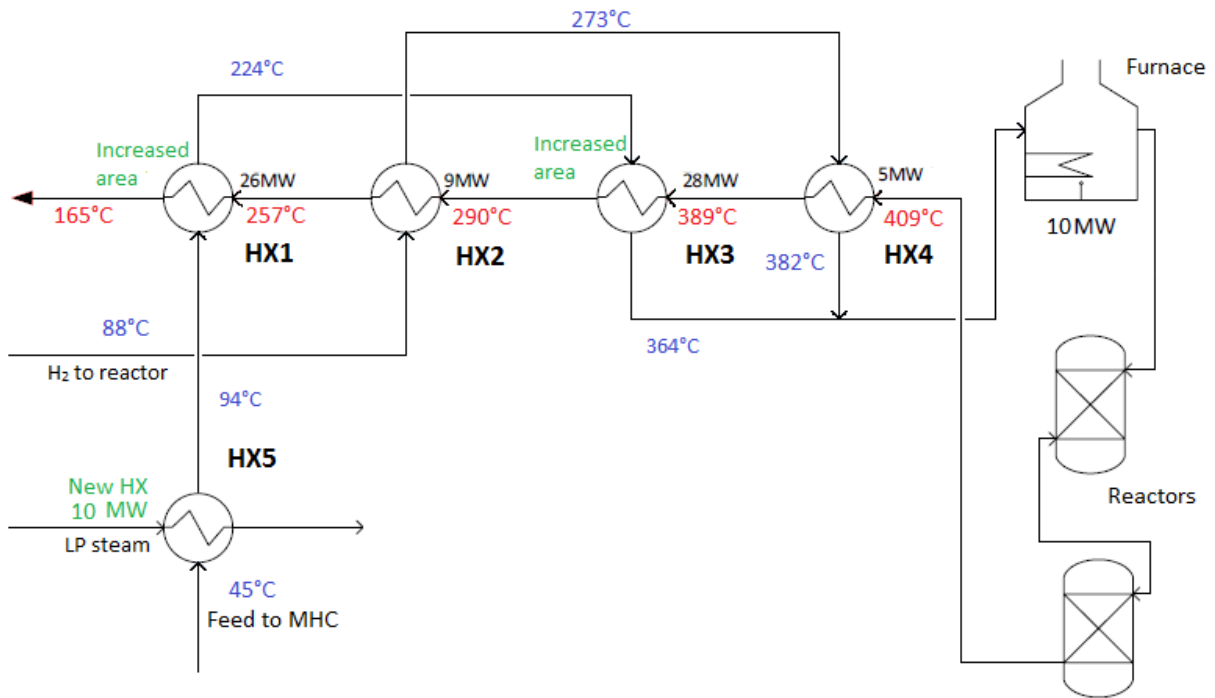 273°C
Furnace
224°C
Increased
area
Increased
area
26MW
9MW
28MW
5MW
165°C
257°C
290°C
389°C
409°C
10 MW
HX1
HX2
HX3
382°C
HX4
88°C
364°C
H₂ to reactor
94°C
HX5
New HX
10 MW
Reactors
LP steam
45°C
Feed to MHC